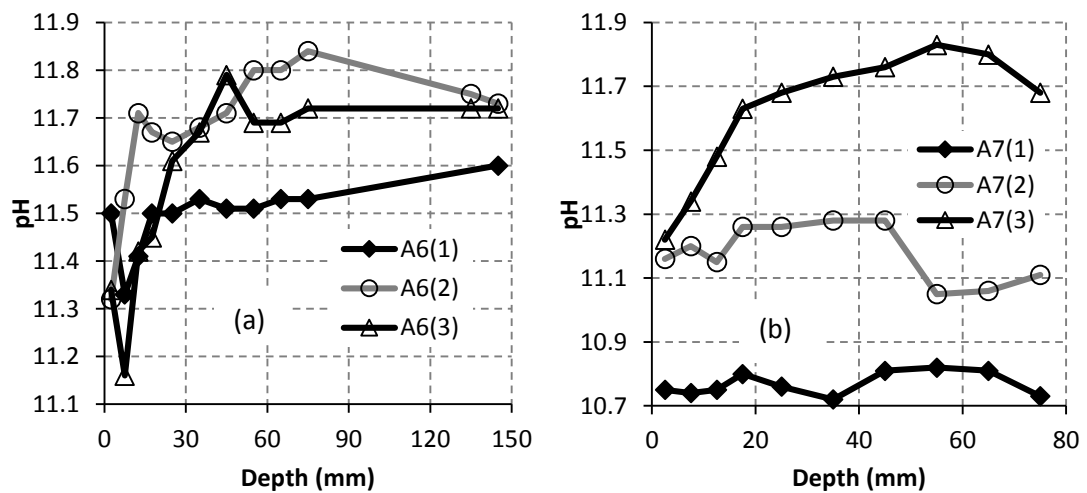 11.9
11.8
11.7
11.6
11.5
11.4
11.3
11.2
11.1
pH
0
30
60
90
120
150
Depth (mm)
A6(1)
A6(2)
A6(3)
(a)
11.9
11.7
11.5
11.3
11.1
10.9
10.7
pH
0
20
40
60
80
Depth (mm)
A7(1)
A7(2)
A7(3)
(b)